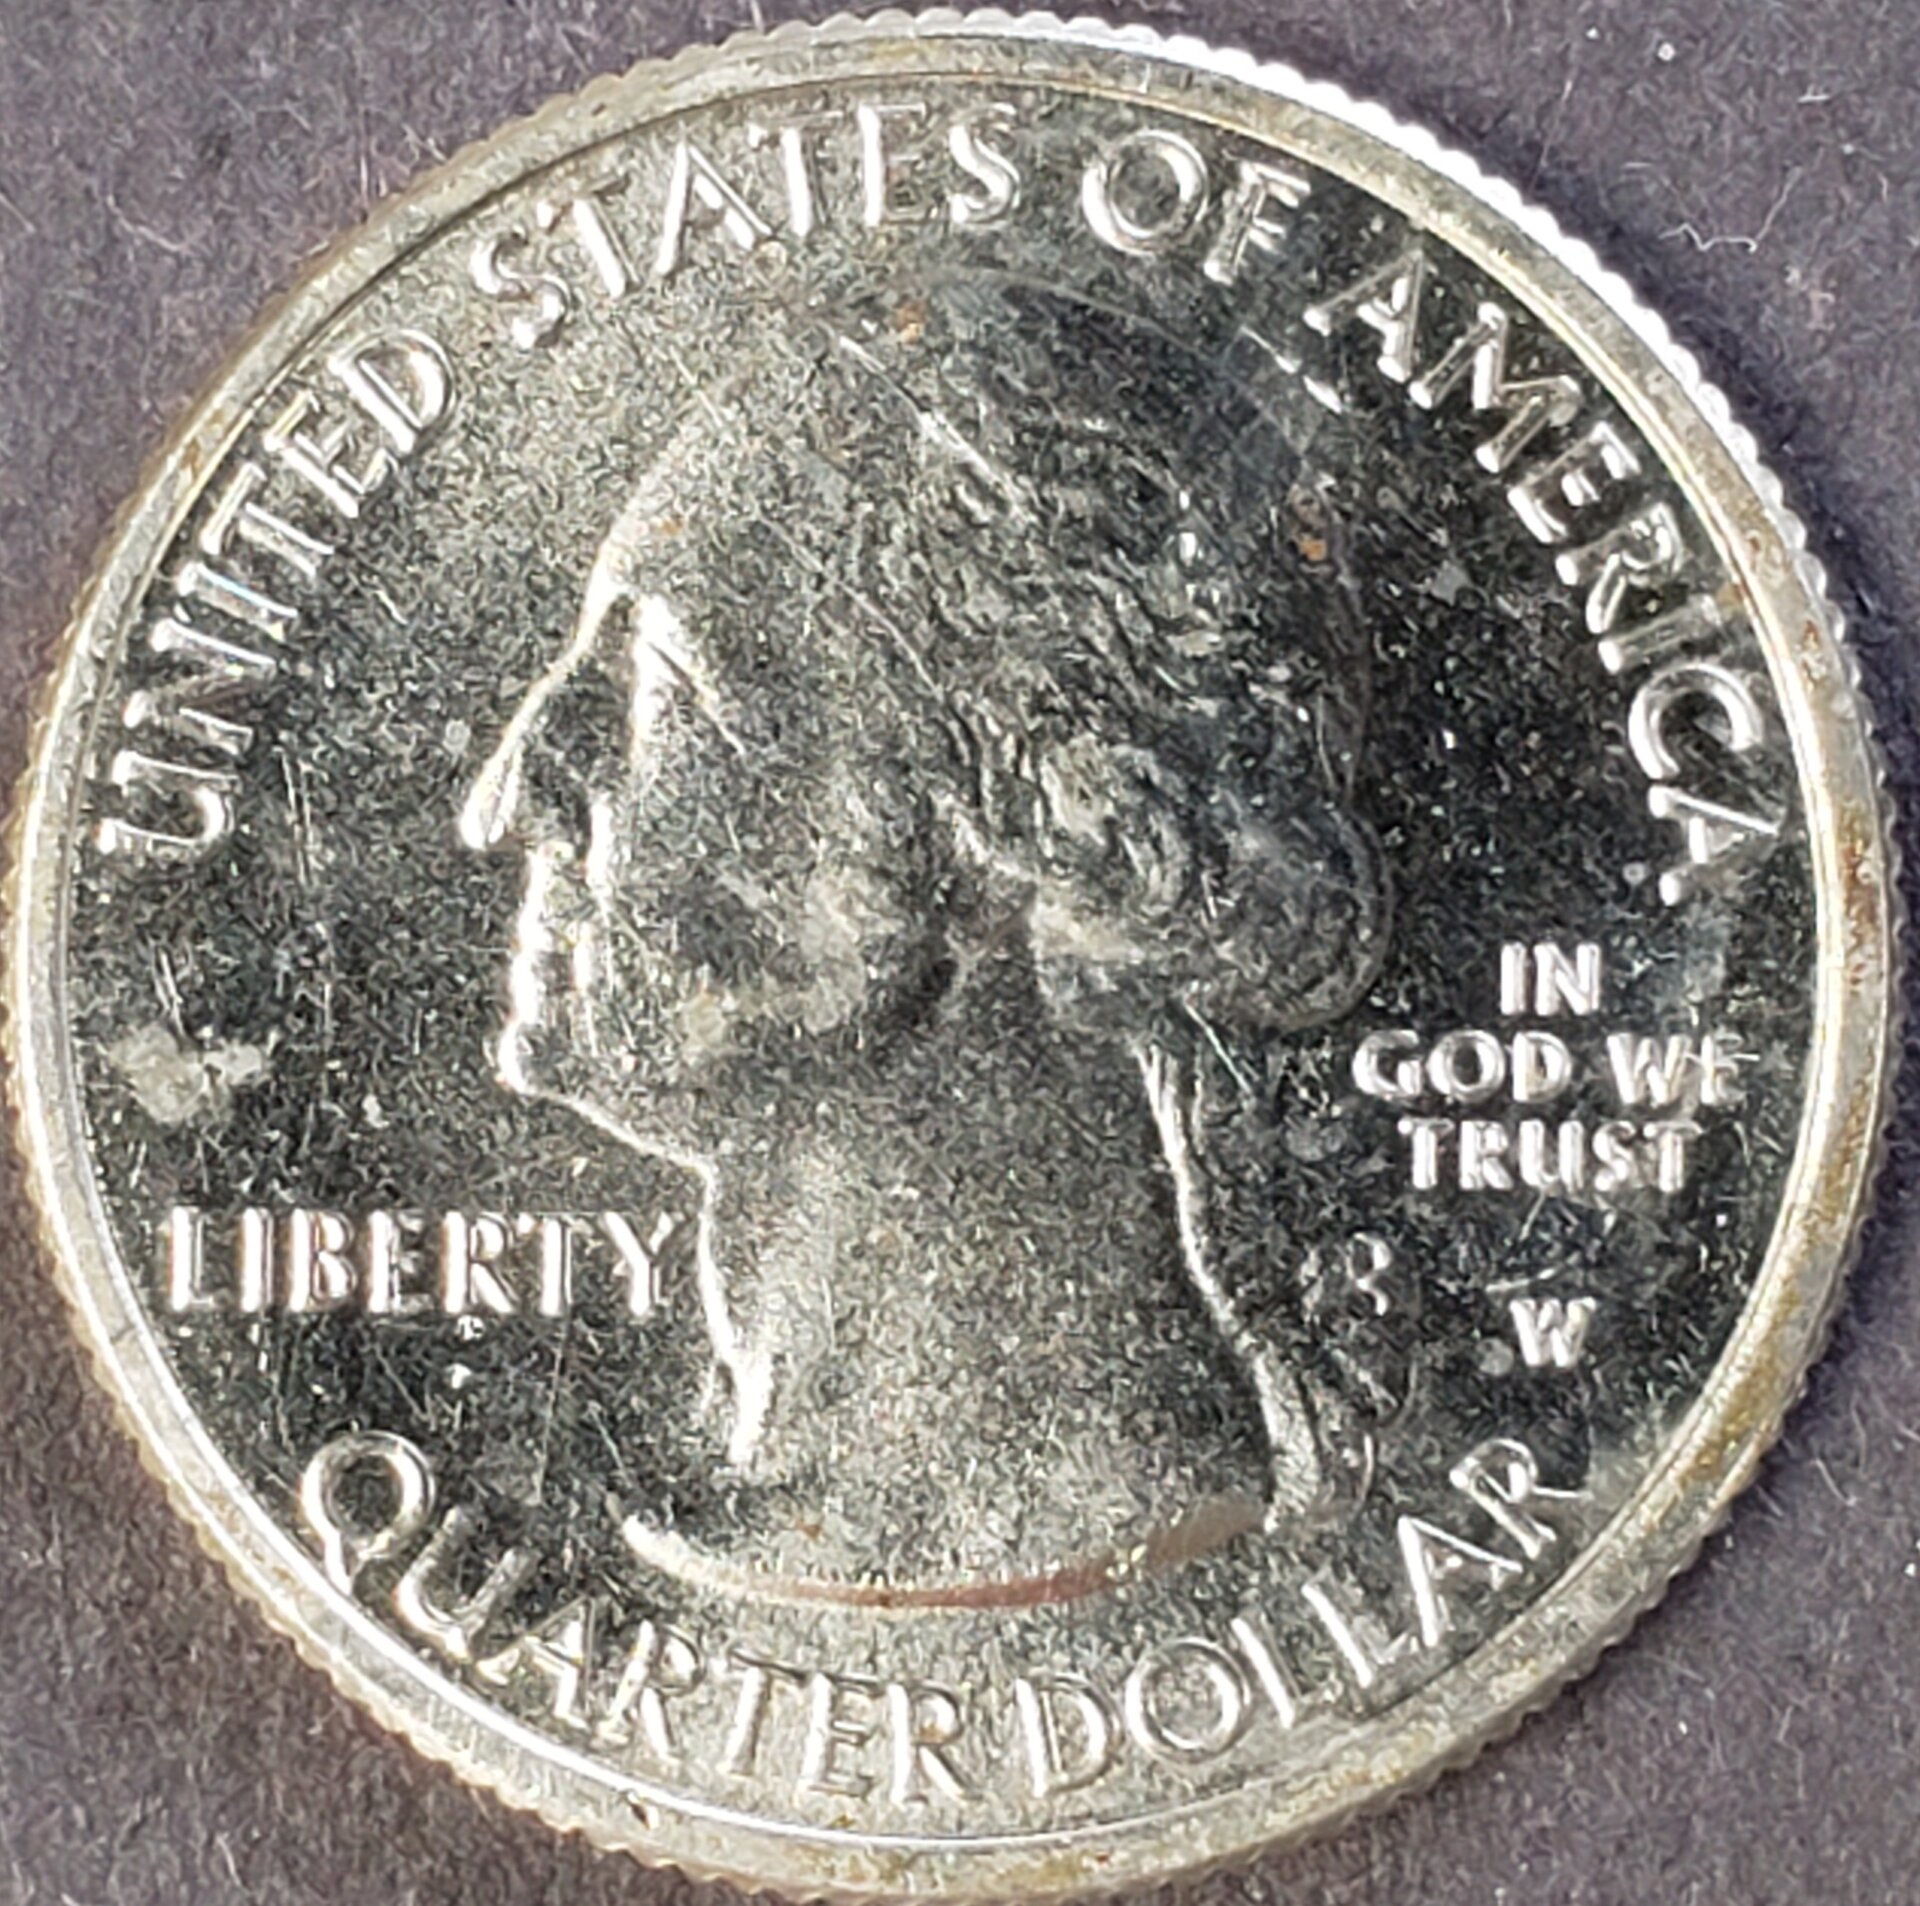 UNITED STATES OF AMERICA
IN
GOD WE
TRUST
LIBERTY
W
QUARTER DOLLAR